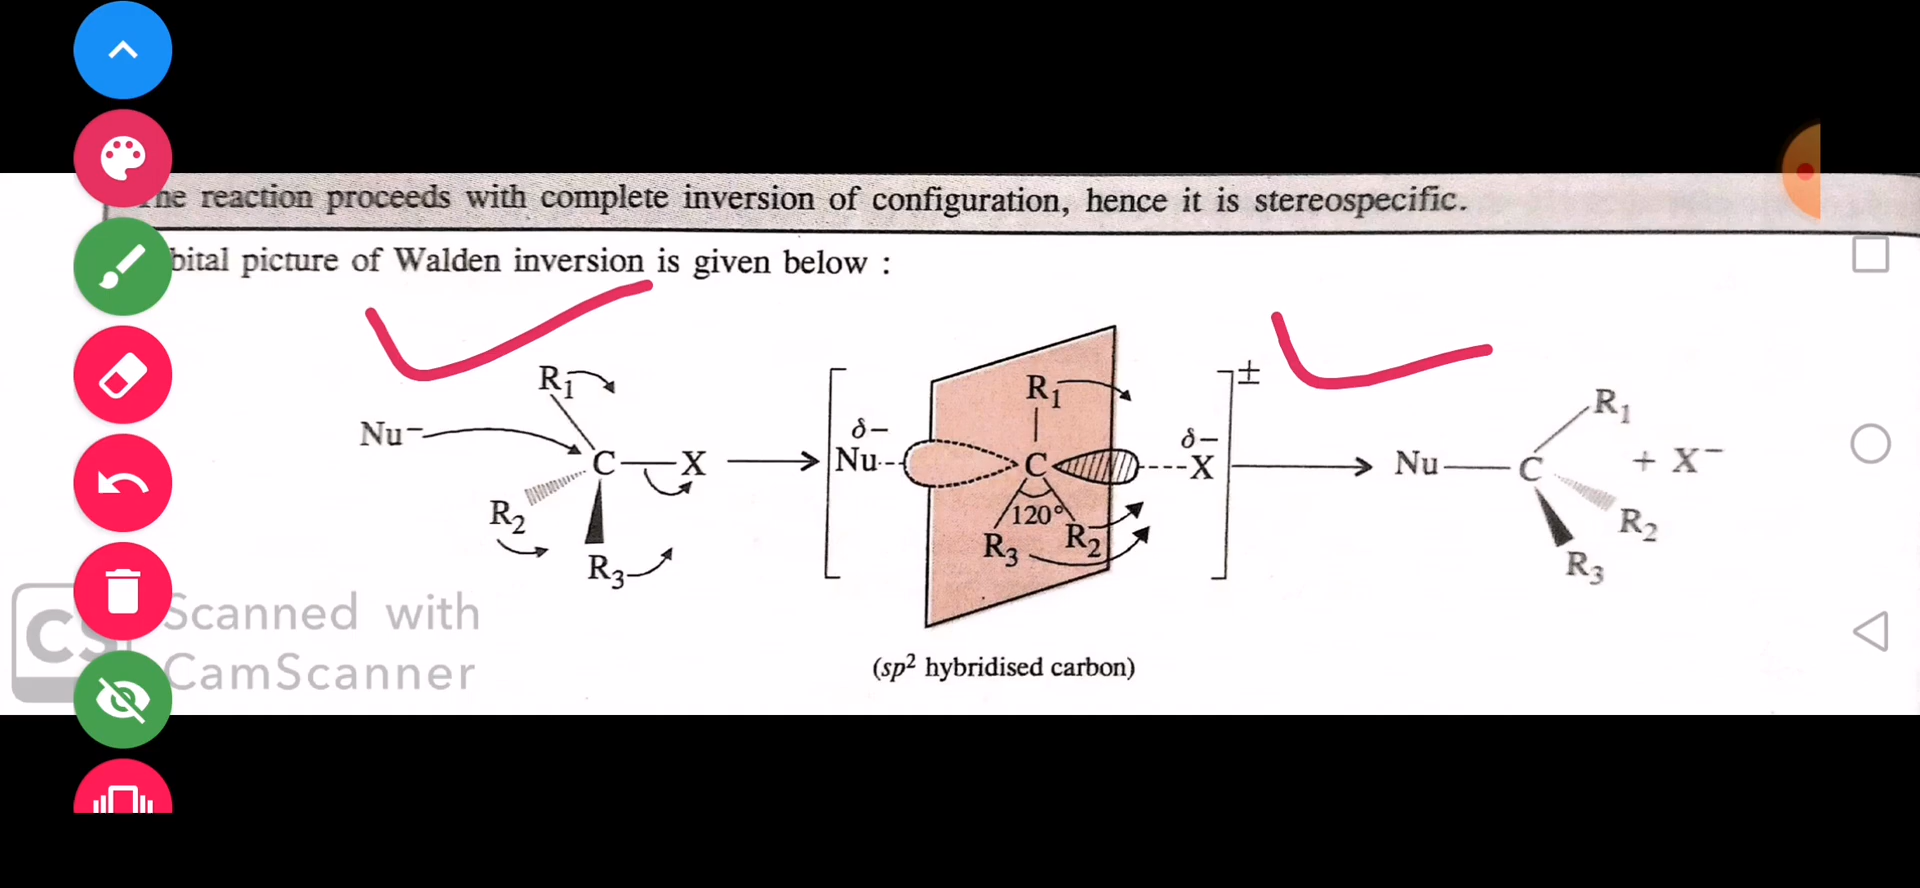 he reaction proceeds with complete inversion of configuration, hence it is stereospecific.
bital picture of Walden inversion is given below :
R1 Nu⁻ C X R2 R3
δ– Nu R1 C 120° R3 R2 δ– X ±
Nu C R1 R2 R3 + X⁻
(sp² hybridised carbon)
CS
Scanned with
CamScanner